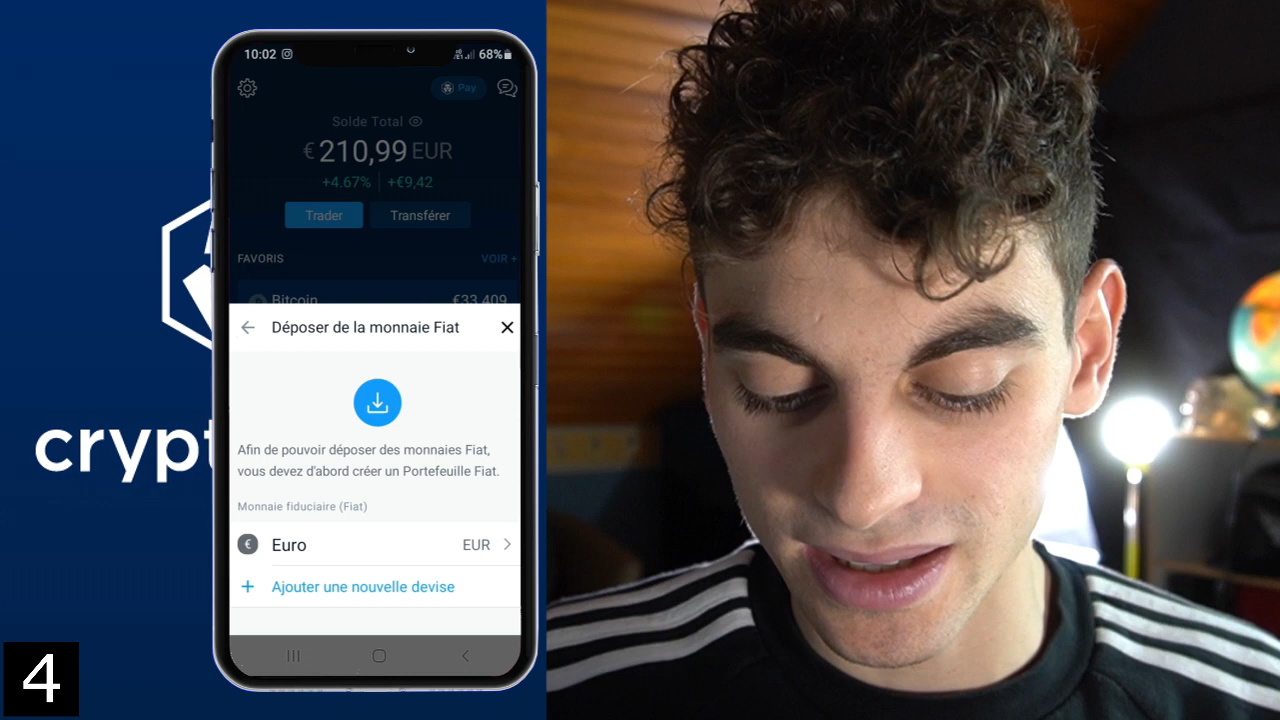 10:02
68%
Pay
Solde Total
€ 210,99 EUR
+4.67% +€9,42
Trader Transférer
FAVORIS VOIR +
Bitcoin €33 409
Déposer de la monnaie Fiat
Afin de pouvoir déposer des monnaies Fiat,
vous devez d'abord créer un Portefeuille Fiat.
Monnaie fiduciaire (Fiat)
€ Euro EUR
+ Ajouter une nouvelle devise
crypt
4